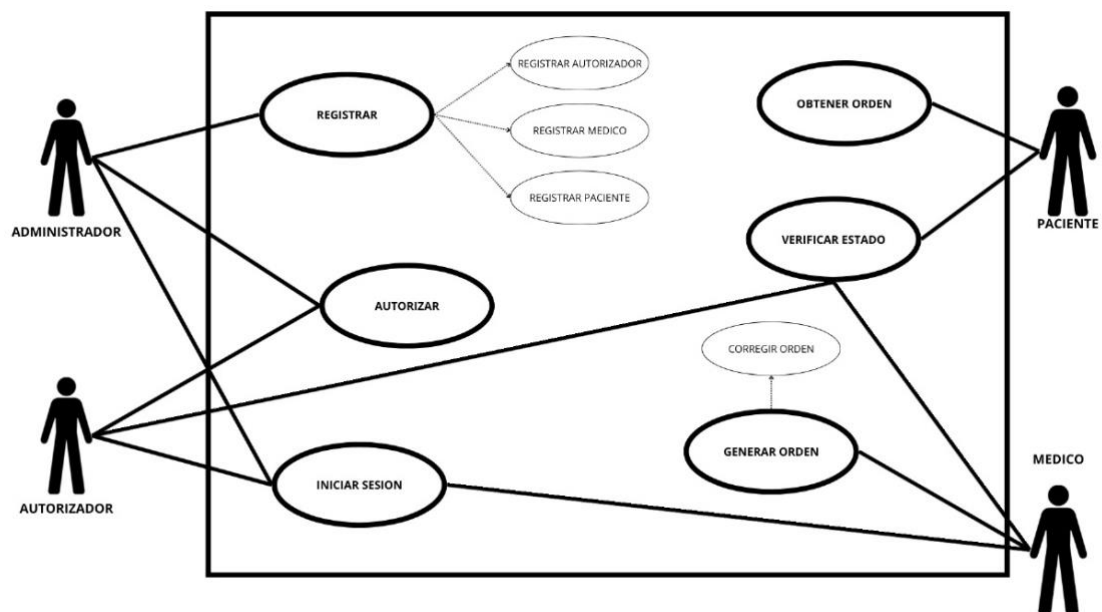 REGISTRAR AUTORIZADOR
REGISTRAR
OBTENER ORDEN
REGISTRAR MEDICO
REGISTRAR PACIENTE
ADMINISTRADOR
PACIENTE
VERIFICAR ESTADO
AUTORIZAR
CORREGIR ORDEN
GENERAR ORDEN
MEDICO
INICIAR SESION
AUTORIZADOR